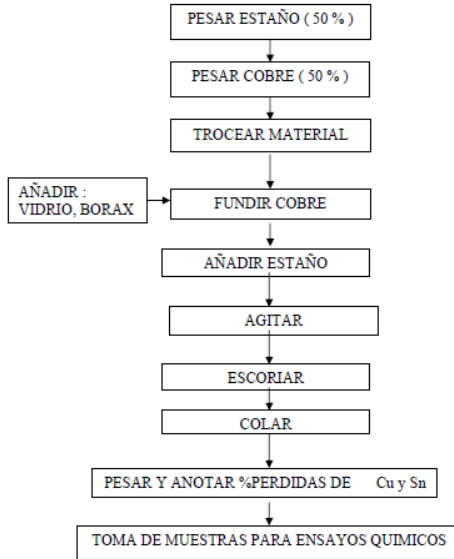 PESAR ESTAÑO ( 50 % )
PESAR COBRE ( 50 % )
TROCEAR MATERIAL
AÑADIR :
VIDRIO, BORAX
FUNDIR COBRE
AÑADIR ESTAÑO
AGITAR
ESCORIAR
COLAR
PESAR Y ANOTAR %PERDIDAS DE Cu y Sn
TOMA DE MUESTRAS PARA ENSAYOS QUIMICOS